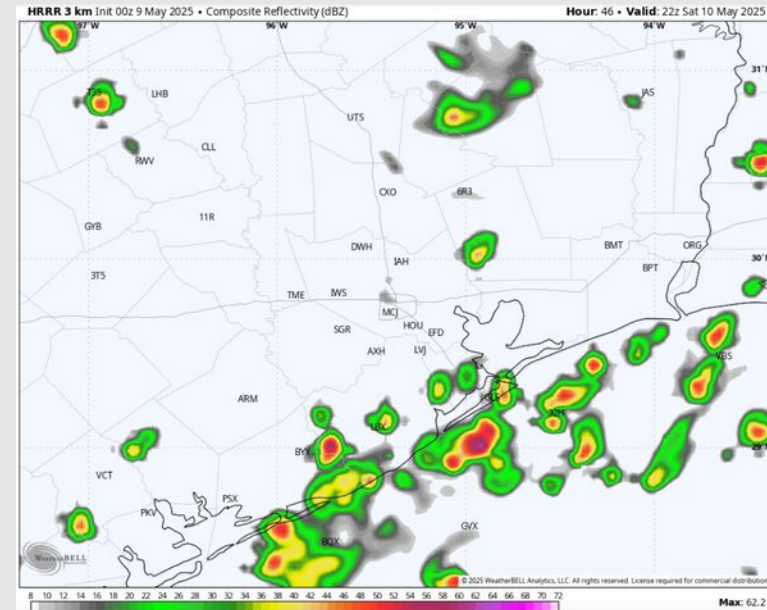 HRRR 3 km Init 00z 9 May 2025 • Composite Reflectivity (dBZ)
Hour: 46 • Valid: 22z Sat 10 May 2025
97°W 96°W 95°W 94°W
31°
LHB
JAS
UTS
CLL
RWV
CXO 6R3
11R
GYB
DWH
BMT ORG
IAH
30°
BPT
3T5
TME IWS
MCJ
SGR HOU EFD
AXH LVJ
VBS
ARM
LBX
BYY
29°
VCT
PSX
PKV
BQX
GVX
WeatherBELL
© 2025 WeatherBELL Analytics, LLC. All rights reserved. License required for commercial distribution
8 10 12 14 16 18 20 22 24 26 28 30 32 34 36 38 40 42 44 46 48 50 52 54 56 58 60 62 64 66 68 70 72
Max: 62.2